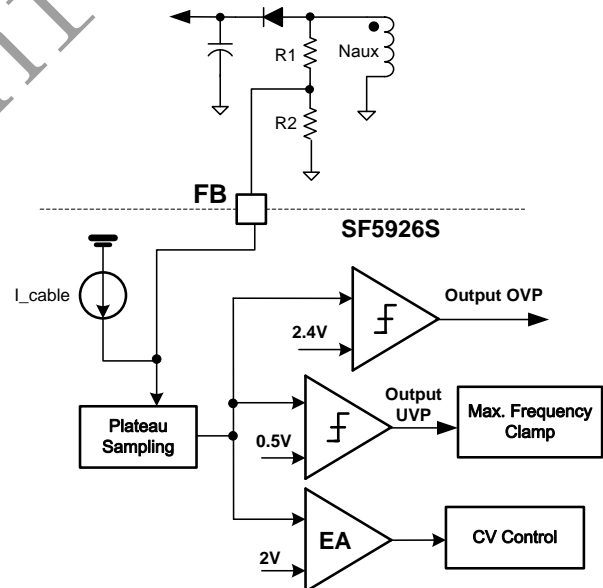 R1
Naux
R2
FB
SF5926S
I_cable
Output OVP
2.4V
Output
UVP
Max. Frequency
Clamp
Plateau
Sampling
0.5V
EA
CV Control
2V